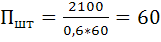 Пшт = 2100 / 0,6*60 = 60